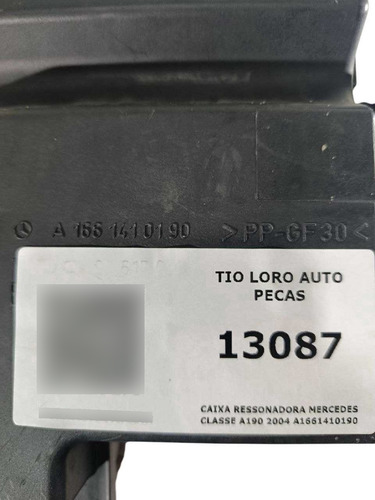 A 166 141 01 90 >PP-GF30<
TIO LORO AUTO
PECAS
13087
CAIXA RESSONADORA MERCEDES
CLASSE A190 2004 A1661410190